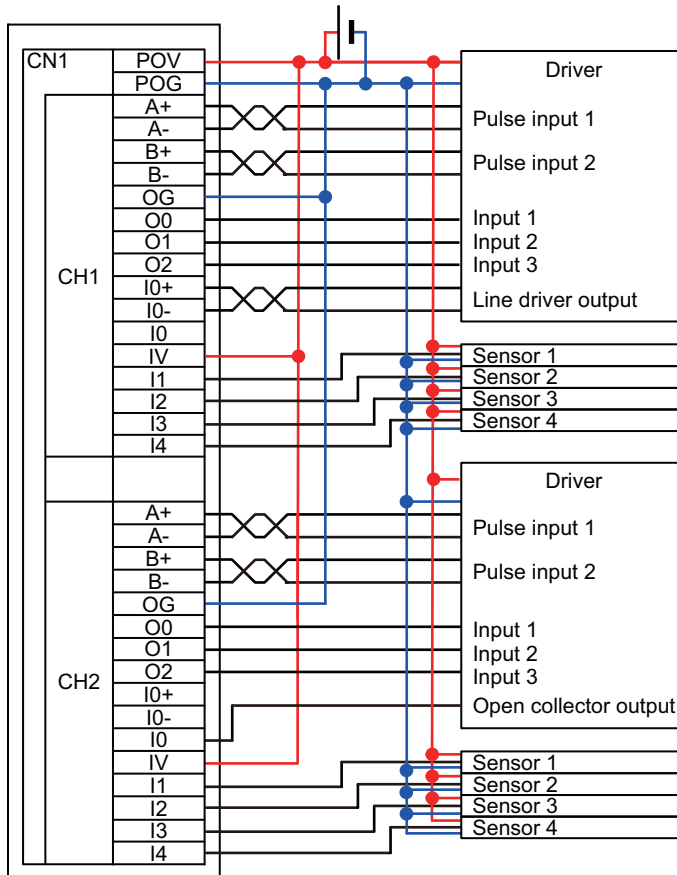 CN1
POV
POG
CH1
A+
A-
B+
B-
OG
O0
O1
O2
I0+
I0-
I0
IV
I1
I2
I3
I4
Driver
Pulse input 1
Pulse input 2
Input 1
Input 2
Input 3
Line driver output
Sensor 1
Sensor 2
Sensor 3
Sensor 4
CH2
A+
A-
B+
B-
OG
O0
O1
O2
I0+
I0-
I0
IV
I1
I2
I3
I4
Driver
Pulse input 1
Pulse input 2
Input 1
Input 2
Input 3
Open collector output
Sensor 1
Sensor 2
Sensor 3
Sensor 4